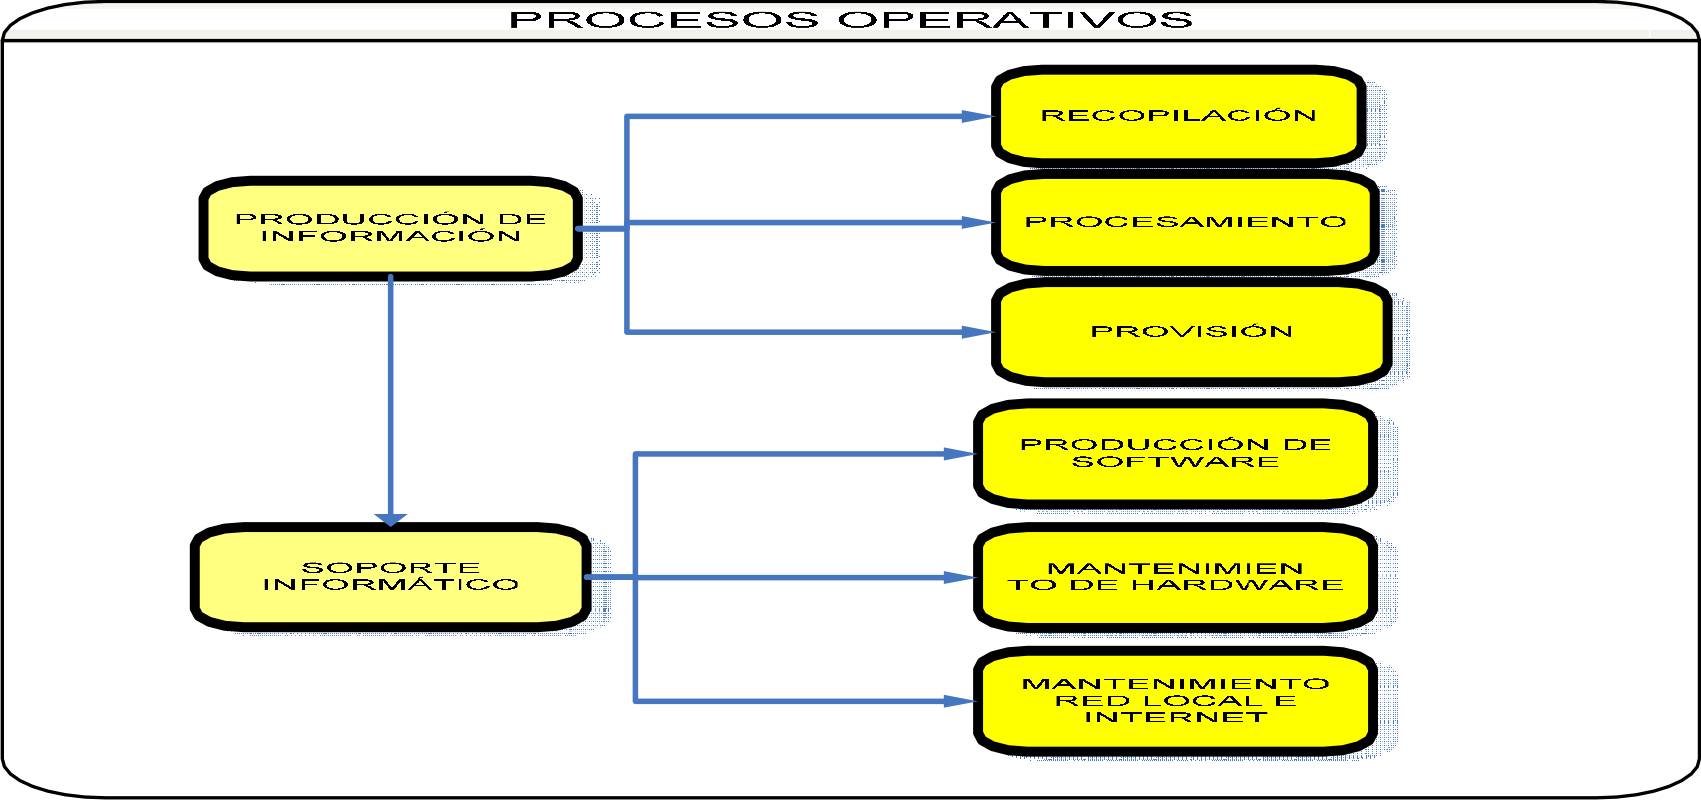 PROCESOS OPERATIVOS
RECOPILACIÓN
PRODUCCIÓN DE
INFORMACIÓN
PROCESAMIENTO
PROVISIÓN
PRODUCCIÓN DE
SOFTWARE
SOPORTE
INFORMÁTICO
MANTENIMIEN
TO DE HARDWARE
MANTENIMIENTO
RED LOCAL E
INTERNET